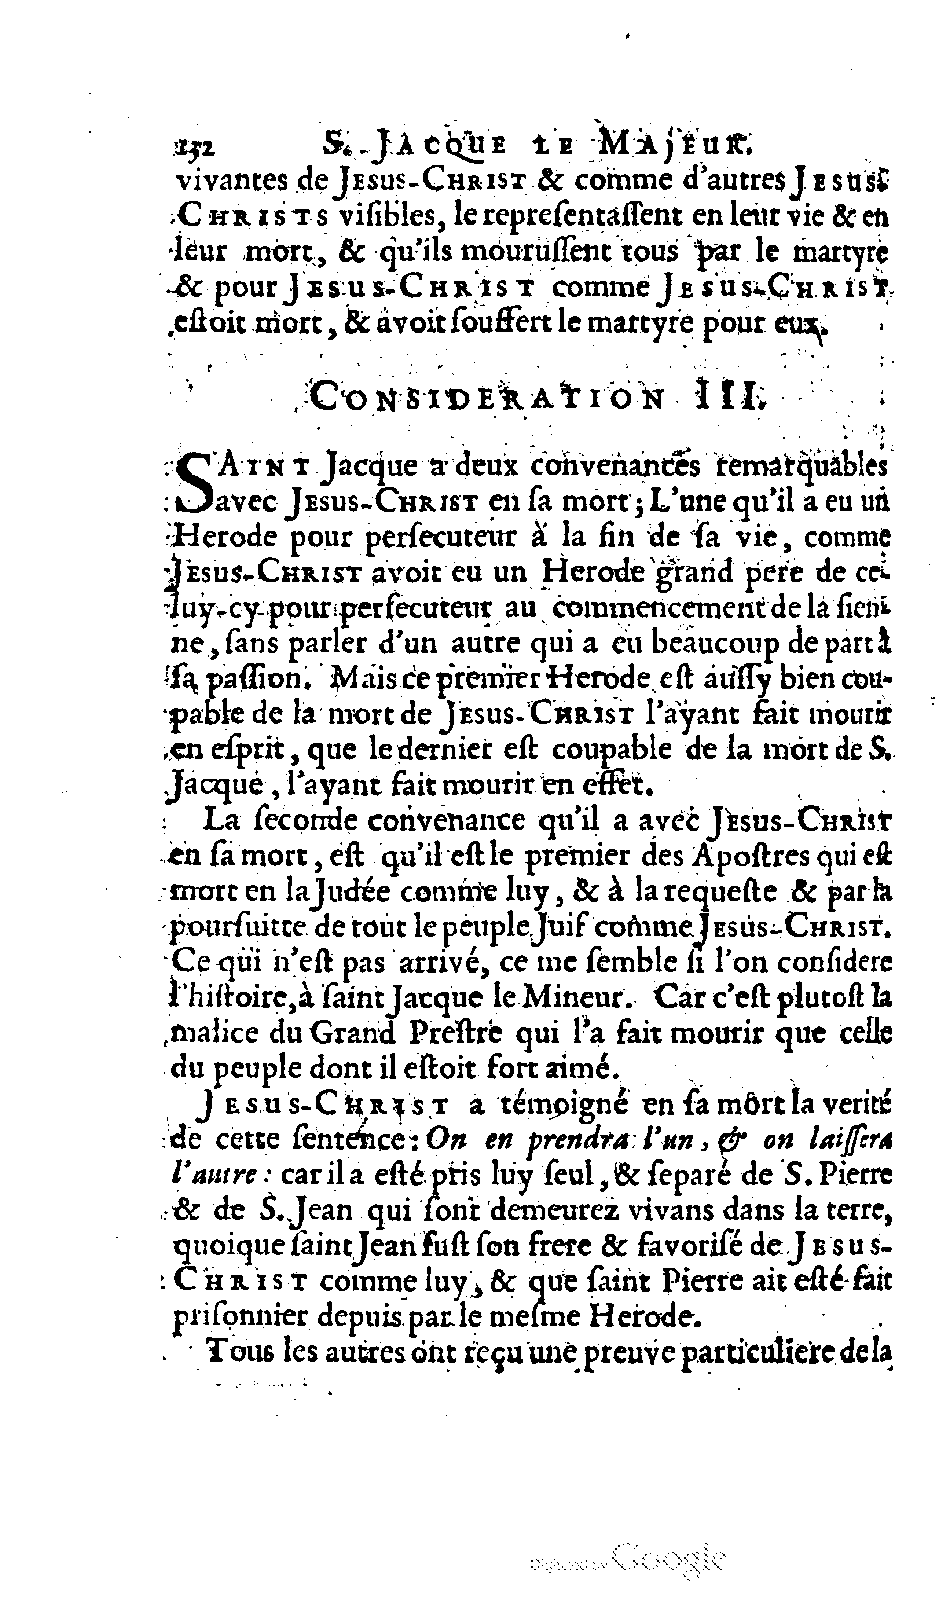 152 S. JACQUE LE MAJEUR.
vivantes de JESUS-CHRIST & comme d'autres JESUS-
CHRISTS viſibles, le repreſentaſſent en leur vie & en
leur mort, & qu'ils mouruſſent tous par le martyre
& pour JESUS-CHRIST comme JESUS-CHRIST
eſtoit mort, & avoit ſouffert le martyre pour eux.
CONSIDERATION III.
SAINT Jacque a deux convenances remarquables
avec JESUS-CHRIST en ſa mort; L'une qu'il a eu un
Herode pour perſecuteur à la fin de ſa vie, comme
JESUS-CHRIST avoit eu un Herode grand pere de ce-
luy-cy pour perſecuteur au commencement de la ſien-
ne, ſans parler d'un autre qui a eu beaucoup de part à
ſa paſſion. Mais ce premier Herode eſt auſſy bien cou-
pable de la mort de JESUS-CHRIST l'ayant fait mourir
en eſprit, que le dernier eſt coupable de la mort de S.
Jacque, l'ayant fait mourir en effet.
La ſeconde convenance qu'il a avec JESUS-CHRIST
en ſa mort, eſt qu'il eſt le premier des Apoſtres qui eſt
mort en la Judée comme luy, & à la requeſte & par la
pourſuitte de tout le peuple Juif comme JESUS-CHRIST.
Ce qui n'eſt pas arrivé, ce me ſemble ſi l'on conſidere
l'hiſtoire, à ſaint Jacque le Mineur. Car c'eſt plutoſt la
malice du Grand Preſtre qui l'a fait mourir que celle
du peuple dont il eſtoit fort aimé.
JESUS-CHRIST a témoigné en ſa mort la verité
de cette ſentence: On en prendra l'un, & on laiſſera
l'autre: car il a eſté pris luy ſeul, & ſeparé de S. Pierre
& de S. Jean qui ſont demeurez vivans dans la terre,
quoique ſaint Jean fuſt ſon frere & favoriſé de JESUS-
CHRIST comme luy, & que ſaint Pierre ait eſté fait
priſonnier depuis par le meſme Herode.
Tous les autres ont reçu une preuve particuliere de la
Google